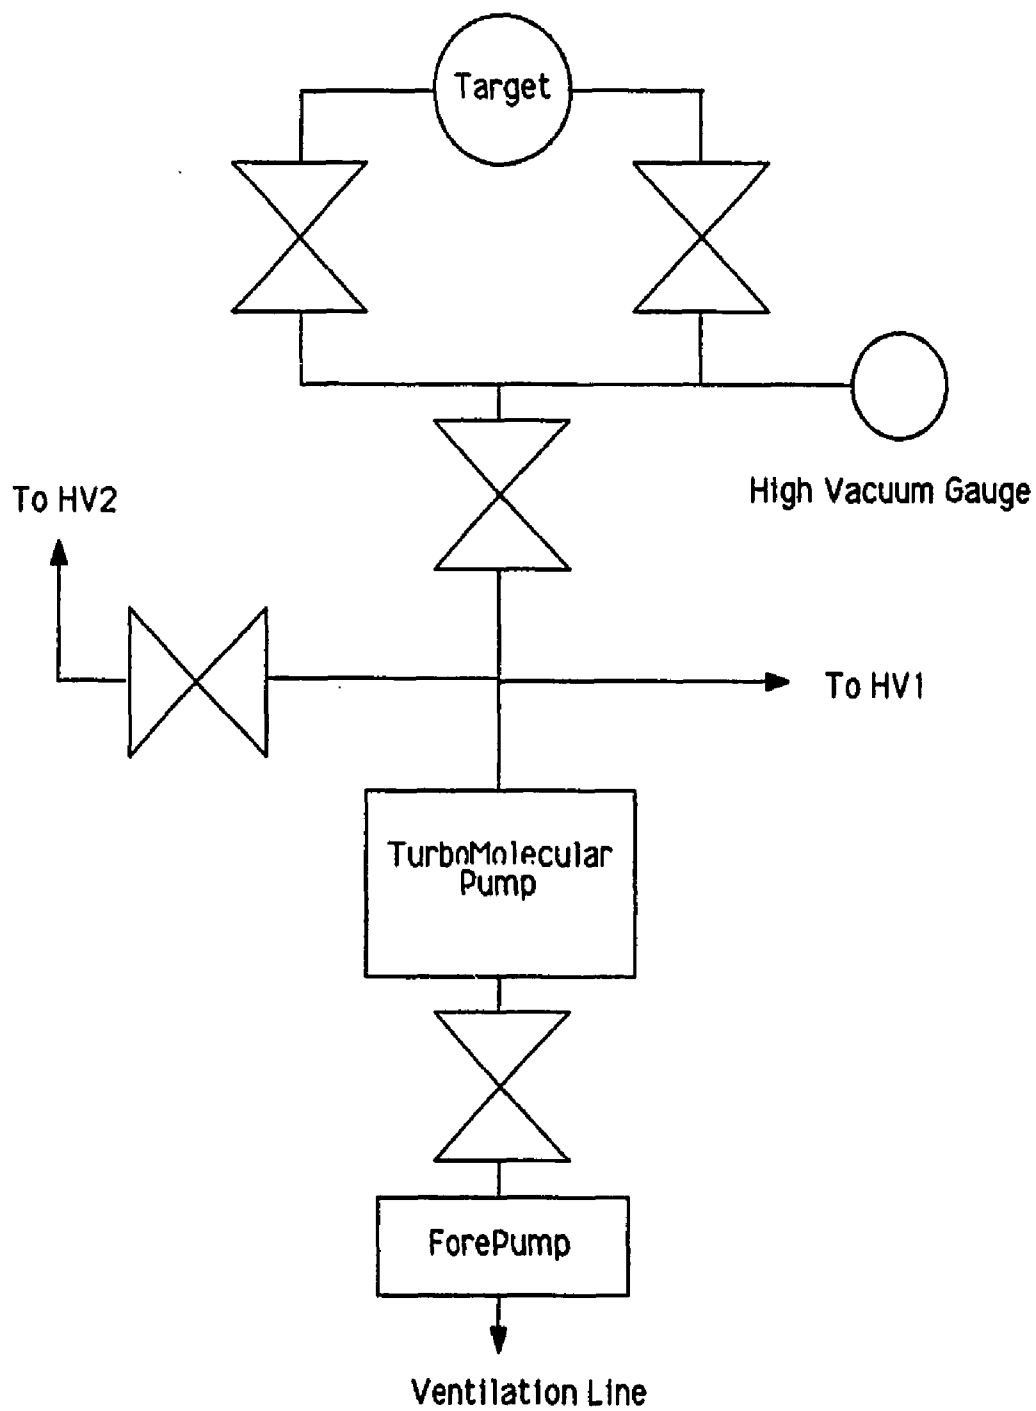 Target
High Vacuum Gauge
To HV2
To HV1
TurboMolecular
Pump
ForePump
Ventilation Line